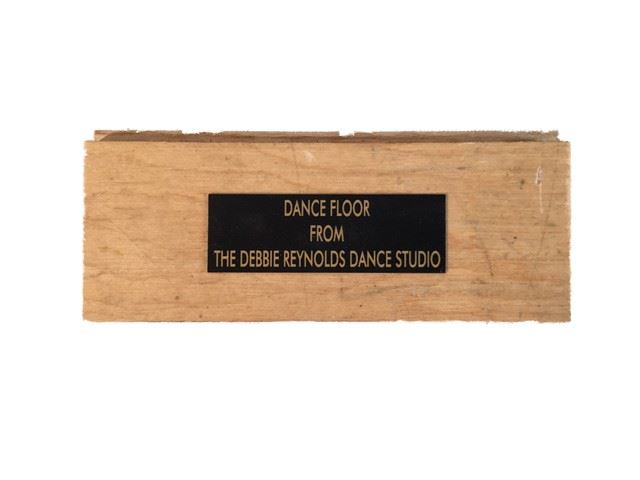 DANCE FLOOR
FROM
THE DEBBIE REYNOLDS DANCE STUDIO